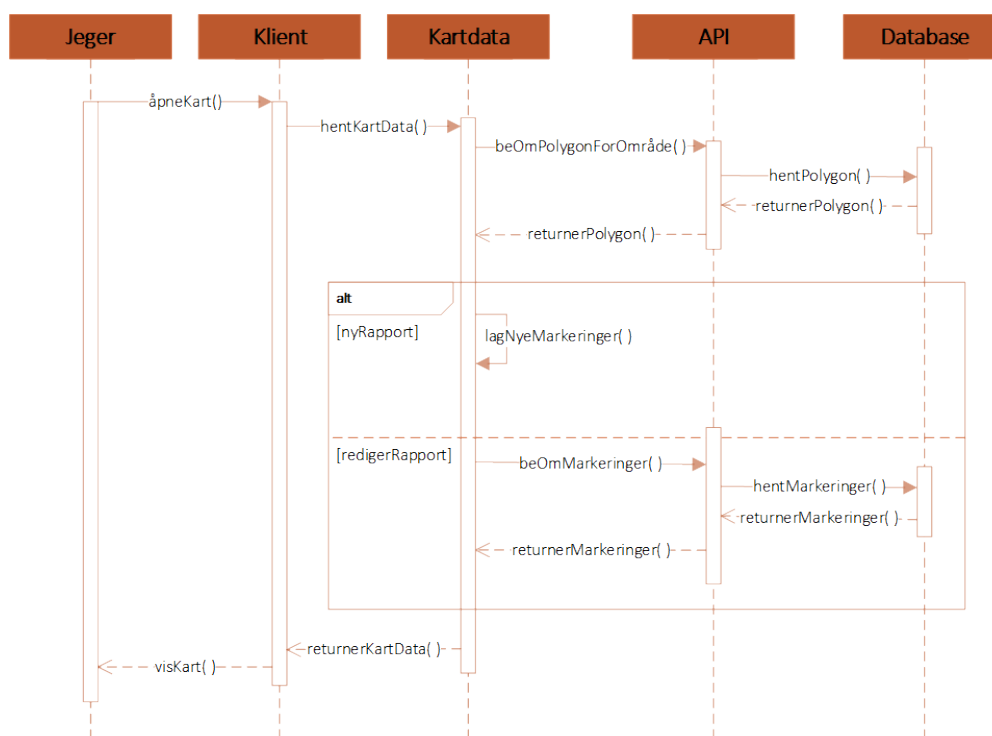 Jeger
Klient
Kartdata
API
Database
åpneKart()
hentKartData( )
beOmPolygonForOmråde( )
hentPolygon( )
returnerPolygon( )
returnerPolygon( )
alt
[nyRapport]
lagNyeMarkeringer( )
[redigerRapport]
beOmMarkeringer( )
hentMarkeringer( )
returnerMarkeringer( )
returnerMarkeringer( )
returnerKartData( )
visKart( )